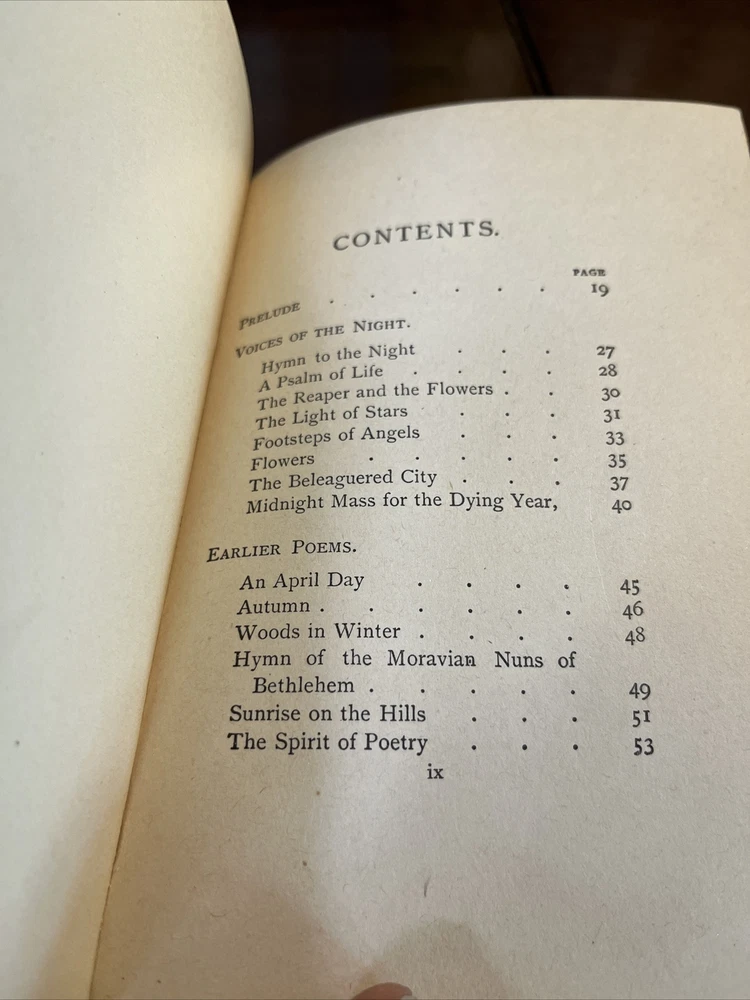 CONTENTS.
PAGE
PRELUDE . . . . . . 19
VOICES OF THE NIGHT.
Hymn to the Night . . . 27
A Psalm of Life . . . . 28
The Reaper and the Flowers . . 30
The Light of Stars . . . 31
Footsteps of Angels . . . 33
Flowers . . . . . 35
The Beleaguered City . . . 37
Midnight Mass for the Dying Year, 40
EARLIER POEMS.
An April Day . . . . 45
Autumn . . . . . . 46
Woods in Winter . . . . 48
Hymn of the Moravian Nuns of
Bethlehem . . . . . 49
Sunrise on the Hills . . . 51
The Spirit of Poetry . . . 53
ix